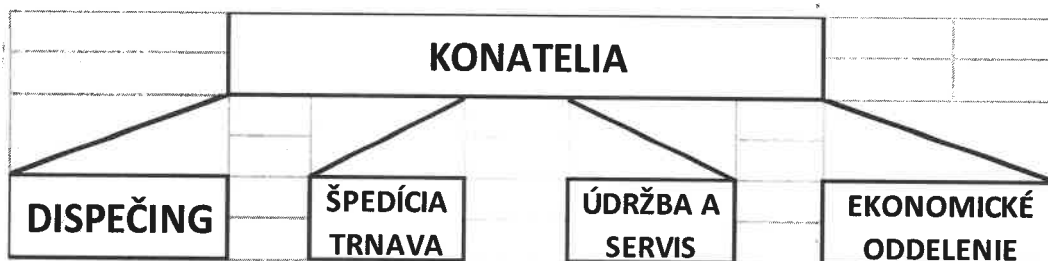 KONATELIA
DISPEČING
ŠPEDÍCIA
TRNAVA
ÚDRŽBA A
SERVIS
EKONOMICKÉ
ODDELENIE